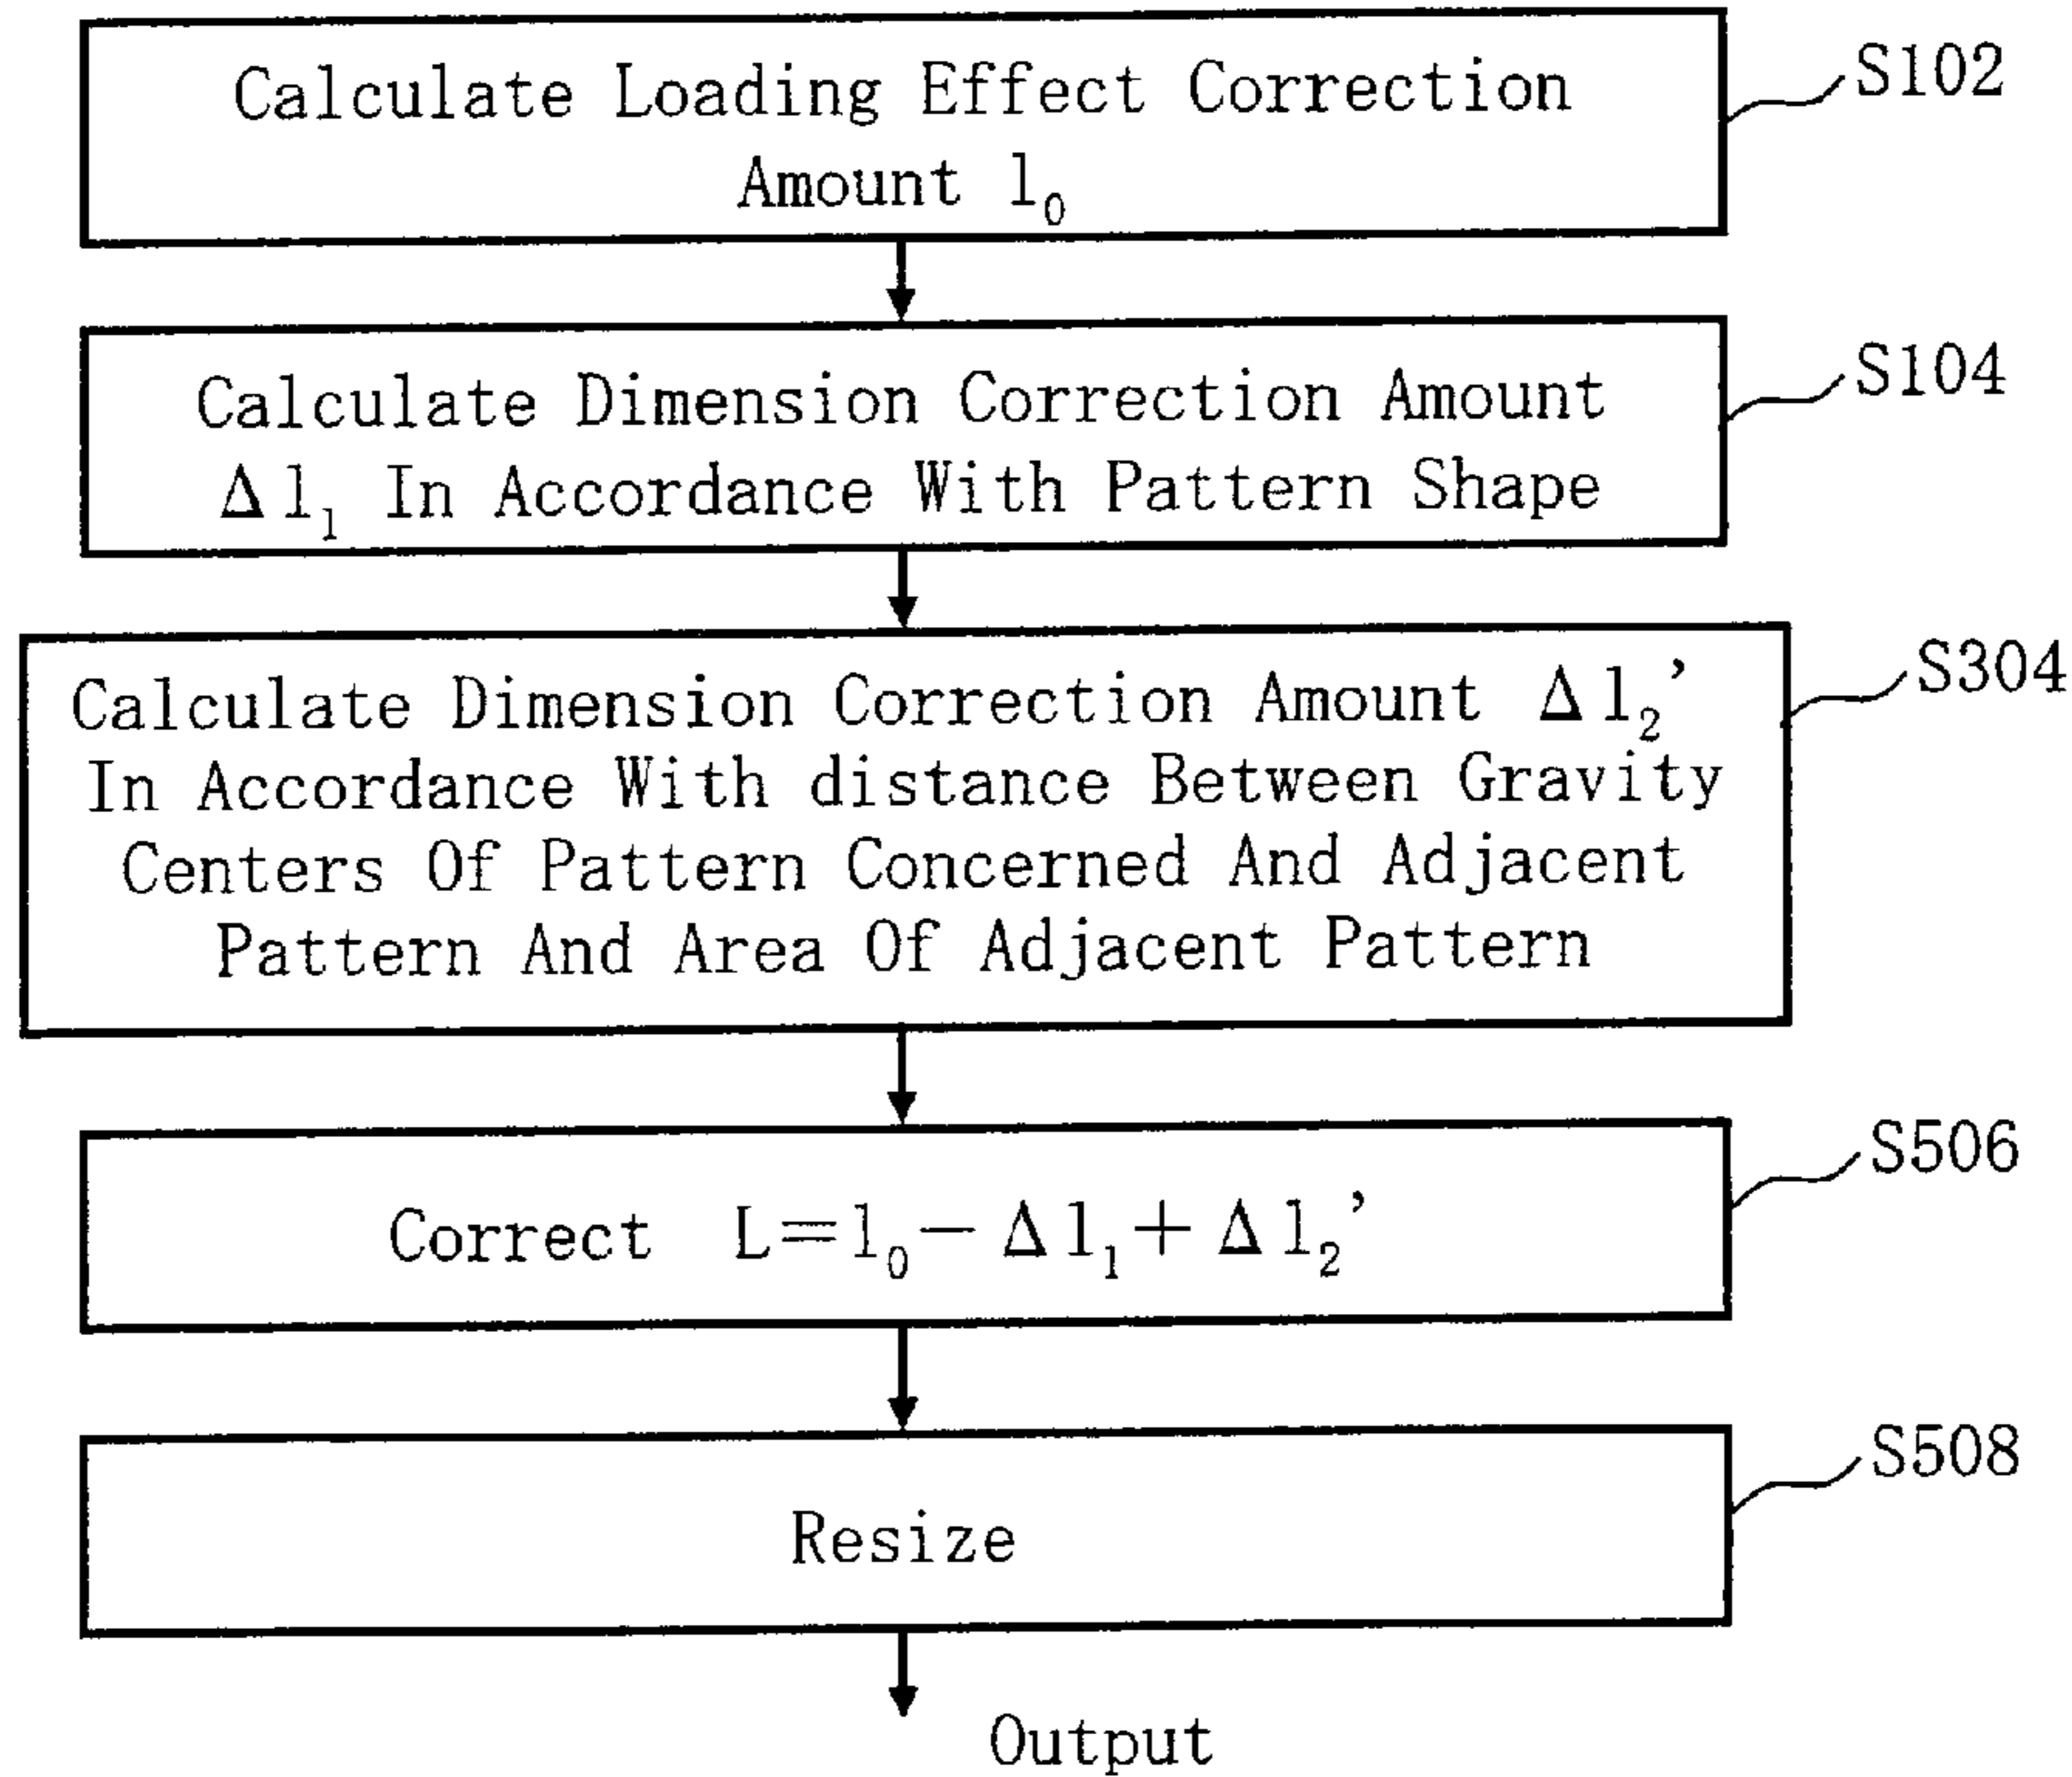 Calculate Loading Effect Correction
Amount l₀
S102
Calculate Dimension Correction Amount
Δl₁ In Accordance With Pattern Shape
S104
Calculate Dimension Correction Amount Δl₂’
In Accordance With distance Between Gravity
Centers Of Pattern Concerned And Adjacent
Pattern And Area Of Adjacent Pattern
S304
Correct L=l₀-Δl₁+Δl₂’
S506
Resize
S508
Output